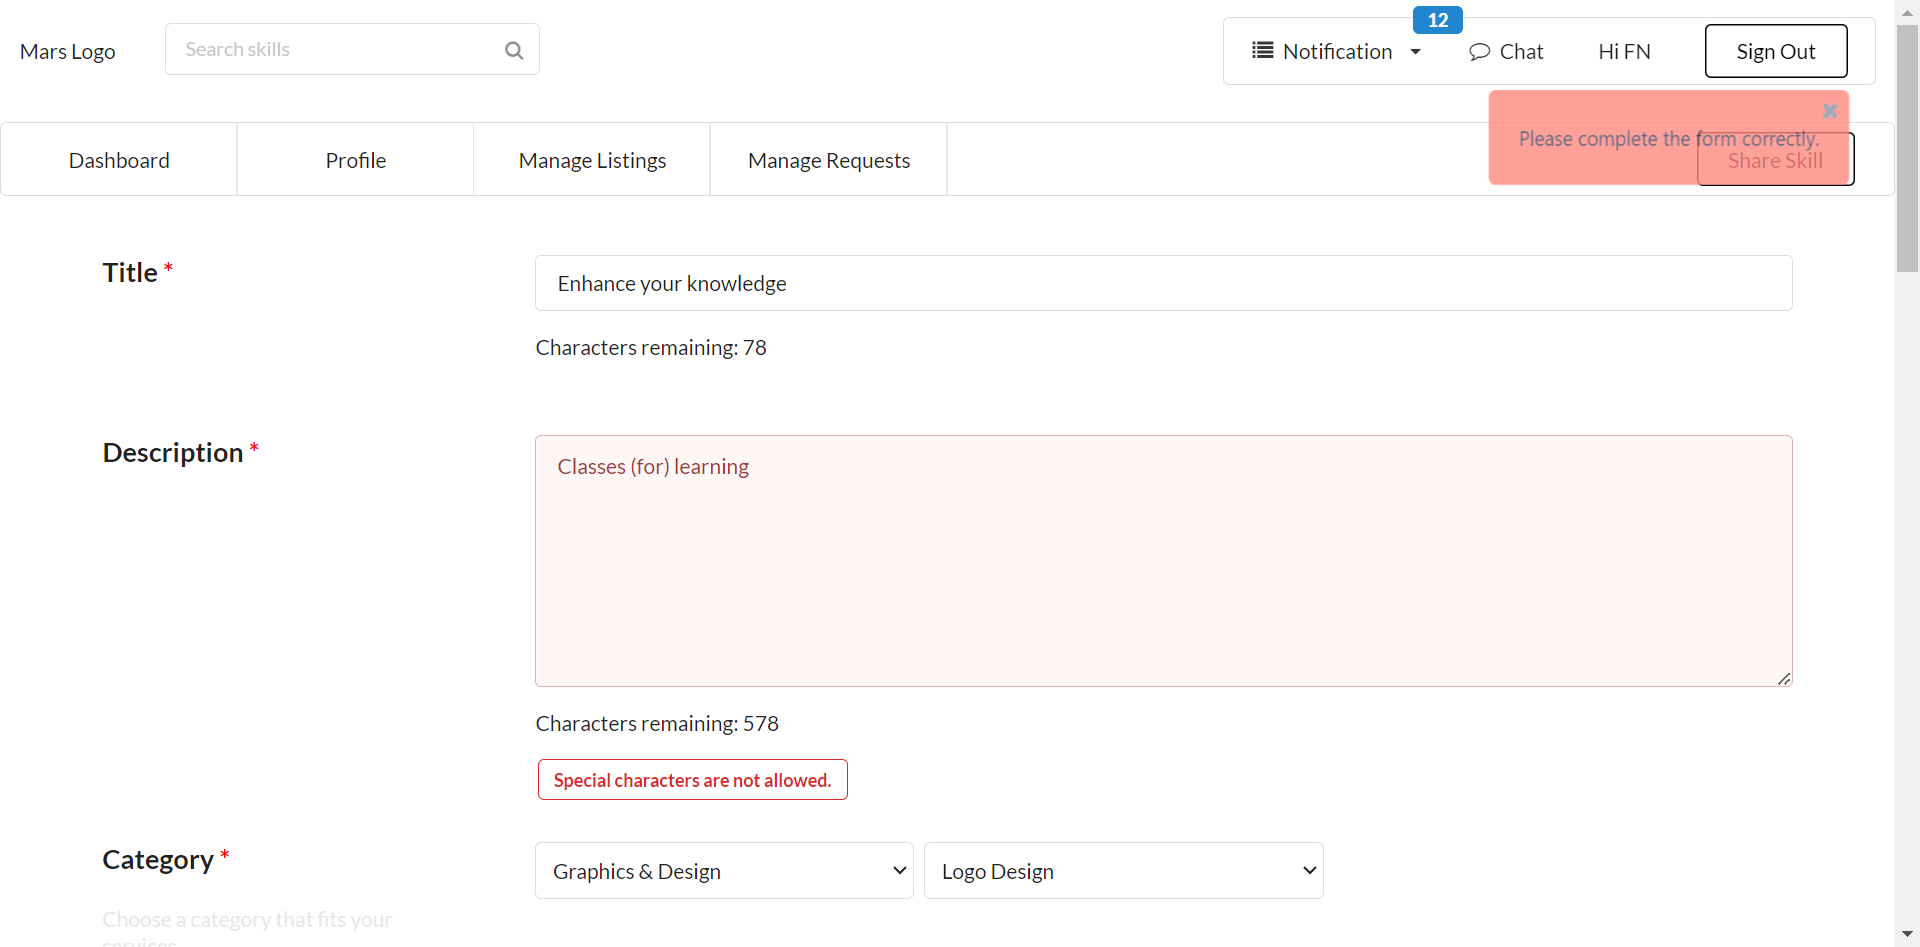 Mars Logo
Search skills
Notification
12
Chat
Hi FN
Sign Out
Please complete the form correctly.
Dashboard
Profile
Manage Listings
Manage Requests
Share Skill
Title *
Enhance your knowledge
Characters remaining: 78
Description *
Classes (for) learning
Characters remaining: 578
Special characters are not allowed.
Category *
Graphics & Design
Logo Design
Choose a category that fits your
services